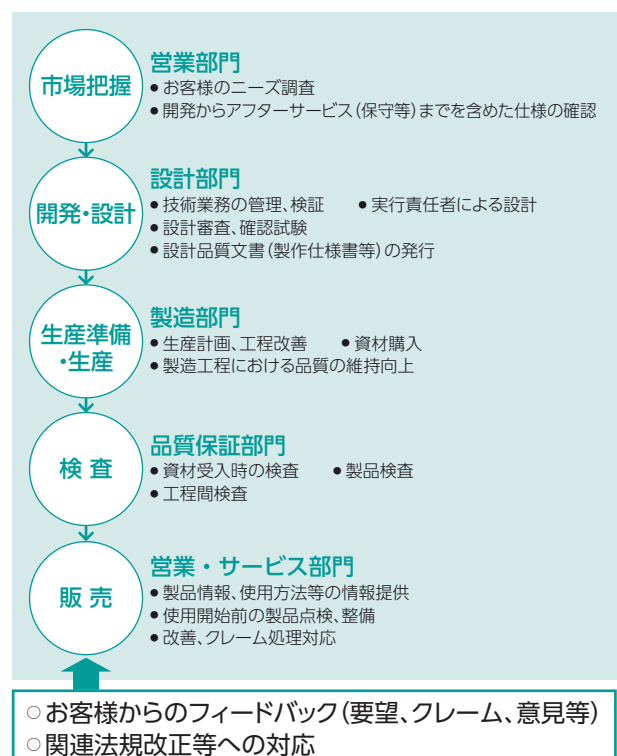 市場把握
営業部門
●お客様のニーズ調査
●開発からアフターサービス（保守等）までを含めた仕様の確認
開発・設計
設計部門
●技術業務の管理、検証　●実行責任者による設計
●設計審査、確認試験
●設計品質文書（製作仕様書等）の発行
生産準備
・生産
製造部門
●生産計画、工程改善　●資材購入
●製造工程における品質の維持向上
検査
品質保証部門
●資材受入時の検査　●製品検査
●工程間検査
販売
営業・サービス部門
●製品情報、使用方法等の情報提供
●使用開始前の製品点検、整備
●改善、クレーム処理対応
○お客様からのフィードバック（要望、クレーム、意見等）
○関連法規改正等への対応